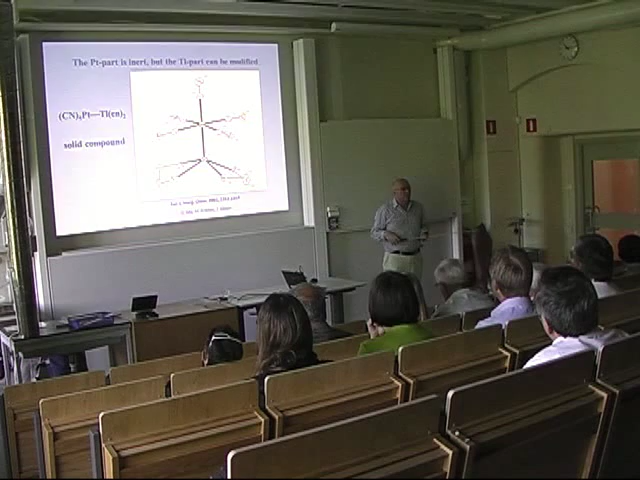 The Pt-part is inert, but the Tl-part can be modified
(CN)5Pt—Tl(en)2
solid compound